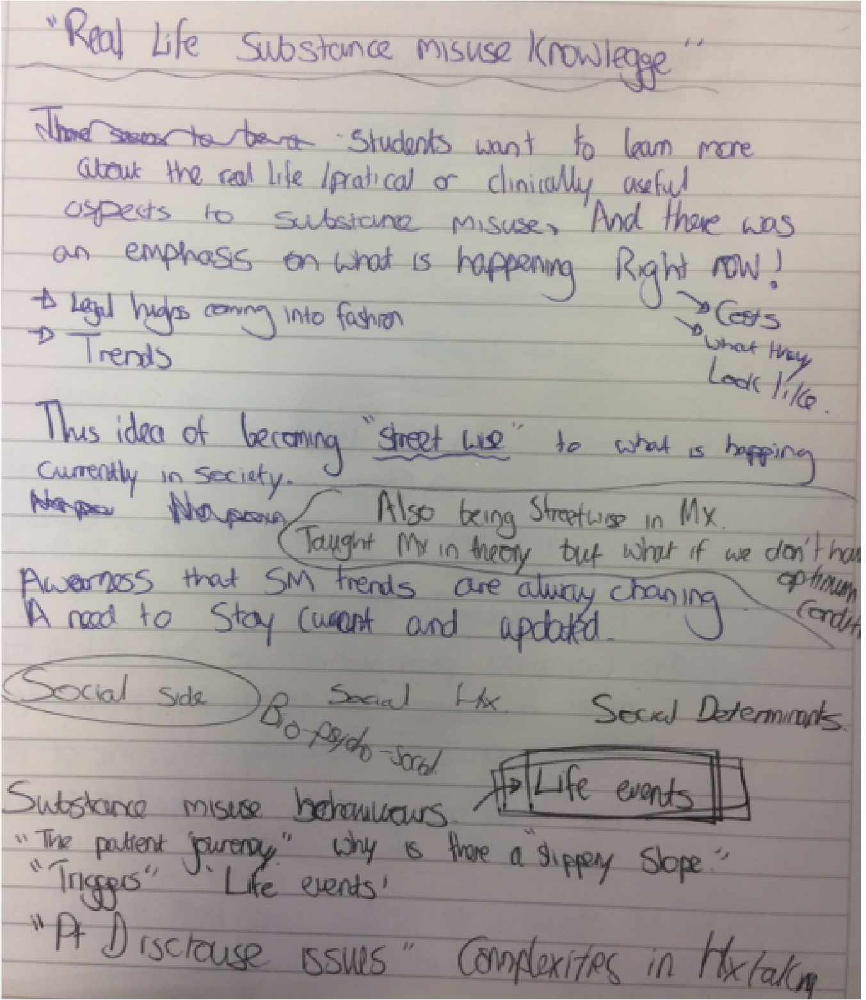 "Real Life Substance misuse Knowlegge"
There seems to be a - Students want to learn more
about the real life / pratical or clinically useful
aspects to substance misuse, And there was
an emphasis on what is happening Right now!
→ Legal highs coming into fashion
→ Costs
→ Trends
→ what they
Look like.
This idea of becoming "street wise" to what is happing
currently in society.
Also being Streetwise in Mx.
Taught Mx in theory but what if we don't hav
optimum
Condit
Awarness that SM trends are alway chaning
A need to Stay Current and updated.
Social side
Social Hx.
Social Determinants.
Bio-psycho-social
→ Life events
Substance misuse behaviours.
"The patient journey" why is there a "slippery slope."
"Triggers" 'Life events'
"Pt Disclouse issues" Complexities in Hx/taking